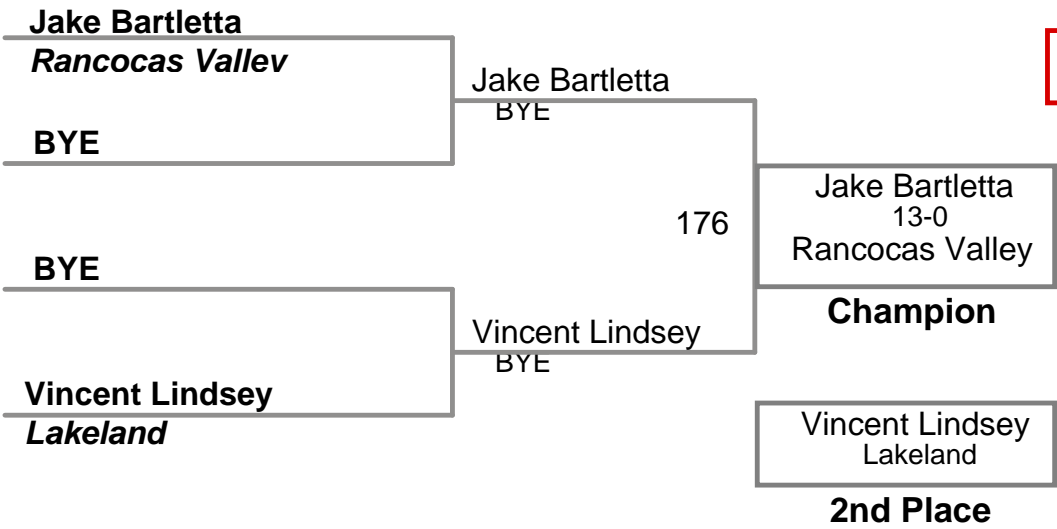 Jake Bartletta
Rancocas Valley
Jake Bartletta
BYE
BYE
176
Jake Bartletta
13-0
Rancocas Valley
Champion
BYE
Vincent Lindsey
BYE
Vincent Lindsey
Lakeland
Vincent Lindsey
Lakeland
2nd Place